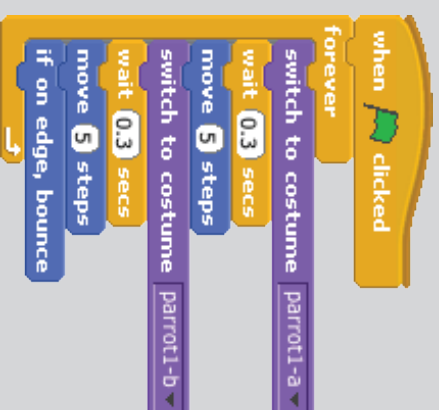 when clicked
forever
switch to costume parrot1-a
wait 0.3 secs
move 5 steps
switch to costume parrot1-b
wait 0.3 secs
move 5 steps
if on edge, bounce